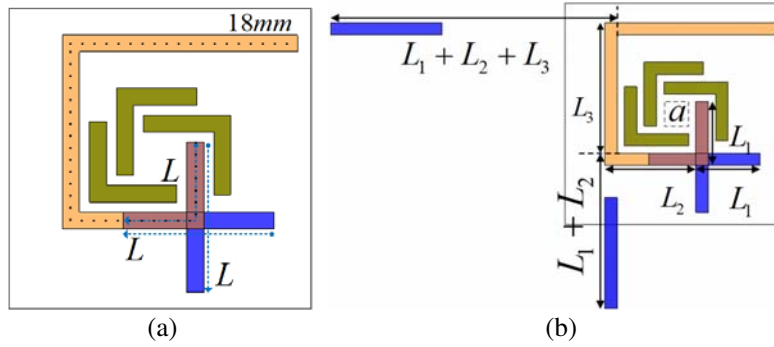 18mm
L
L
L
(a)
L₁ + L₂ + L₃
L₃
a
L₁
L₂
L₁
L₁ + L₂
(b)